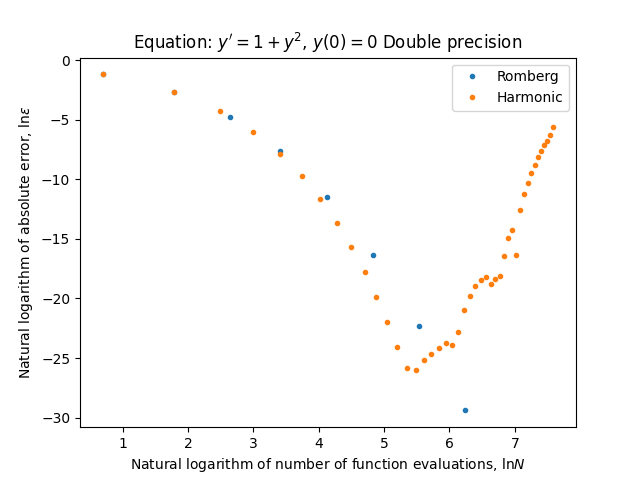 Equation: y′ = 1 + y², y(0) = 0 Double precision
Romberg
Harmonic
Natural logarithm of absolute error, lnε
0
−5
−10
−15
−20
−25
−30
1 2 3 4 5 6 7
Natural logarithm of number of function evaluations, lnN